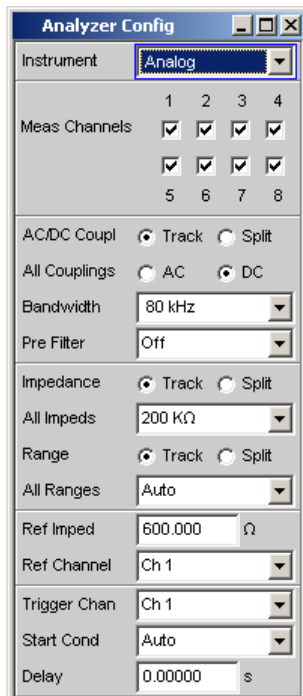 Analyzer Config
Instrument Analog
1 2 3 4
Meas Channels
5 6 7 8
AC/DC Coupl Track Split
All Couplings AC DC
Bandwidth 80 kHz
Pre Filter Off
Impedance Track Split
All Impeds 200 KΩ
Range Track Split
All Ranges Auto
Ref Imped 600.000 Ω
Ref Channel Ch 1
Trigger Chan Ch 1
Start Cond Auto
Delay 0.00000 s